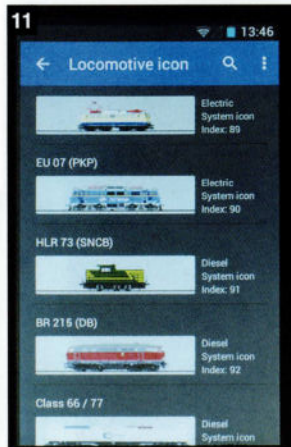 11
13:46
Locomotive icon
Electric
System icon
Index: 89
EU 07 (PKP)
Electric
System icon
Index: 90
HLR 73 (SNCB)
Diesel
System icon
Index: 91
BR 215 (DB)
Diesel
System icon
Index: 92
Class 66 / 77
Diesel
System icon